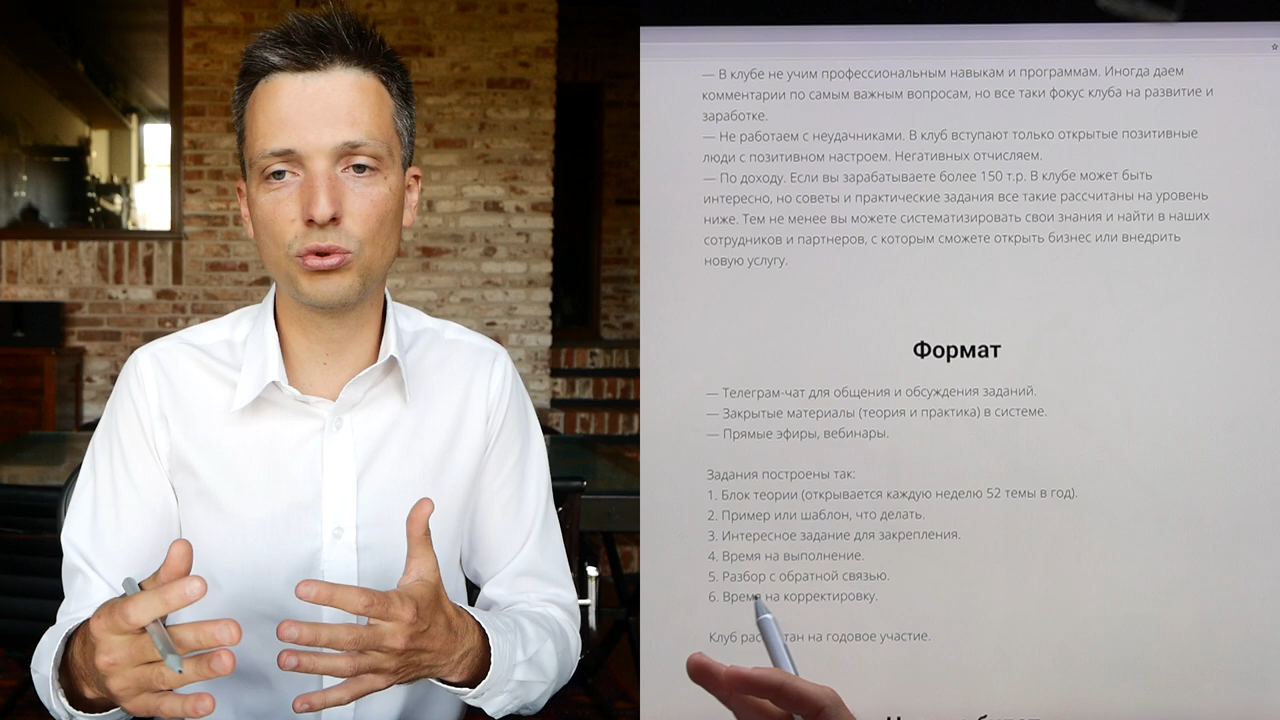 — В клубе не учим профессиональным навыкам и программам. Иногда даем
комментарии по самым важным вопросам, но все таки фокус клуба на развитие и
заработке.
— Не работаем с неудачниками. В клуб вступают только открытые позитивные
люди с позитивном настроем. Негативных отчисляем.
— По доходу. Если вы зарабатываете более 150 т.р. В клубе может быть
интересно, но советы и практические задания все такие рассчитаны на уровень
ниже. Тем не менее вы можете систематизировать свои знания и найти в наших
сотрудников и партнеров, с которым сможете открыть бизнес или внедрить
новую услугу.
Формат
— Телеграм-чат для общения и обсуждения заданий.
— Закрытые материалы (теория и практика) в системе.
— Прямые эфиры, вебинары.
Задания построены так:
1. Блок теории (открывается каждую неделю 52 темы в год).
2. Пример или шаблон, что делать.
3. Интересное задание для закрепления.
4. Время на выполнение.
5. Разбор с обратной связью.
6. Время на корректировку.
Клуб на годовое участие.